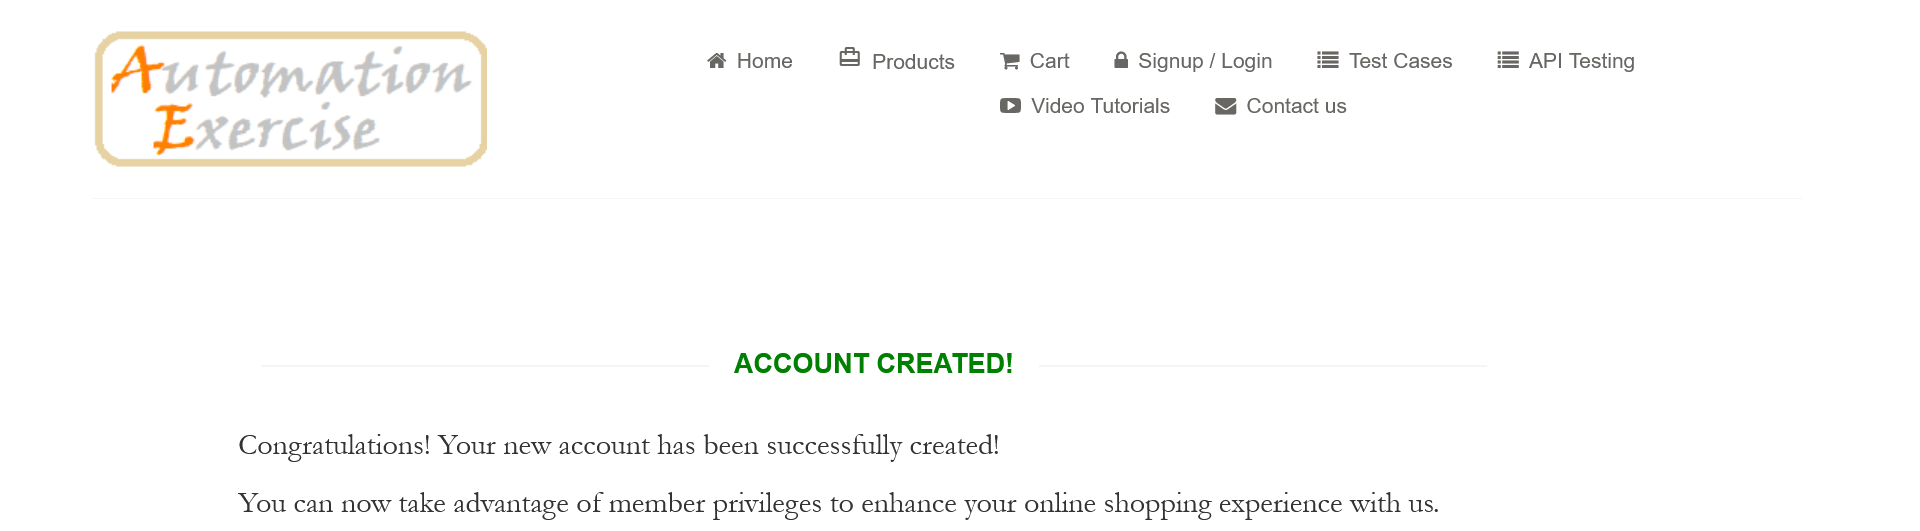 Automation
Exercise
Home Products Cart Signup / Login Test Cases API Testing
Video Tutorials Contact us
ACCOUNT CREATED!
Congratulations! Your new account has been successfully created!
You can now take advantage of member privileges to enhance your online shopping experience with us.